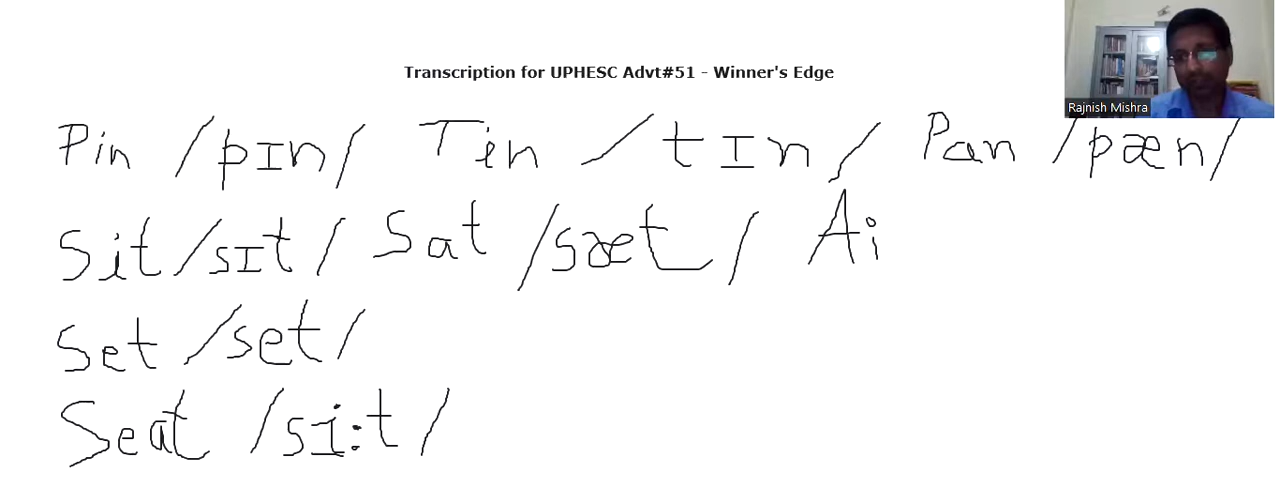 Transcription for UPHESC Advt#51 - Winner's Edge
Rajnish Mishra
Pin /pɪn/ Tin /tɪn/ Pan /pæn/
Sit /sɪt/ Sat /sæt/ Ai
Set /set/
Seat /si:t/